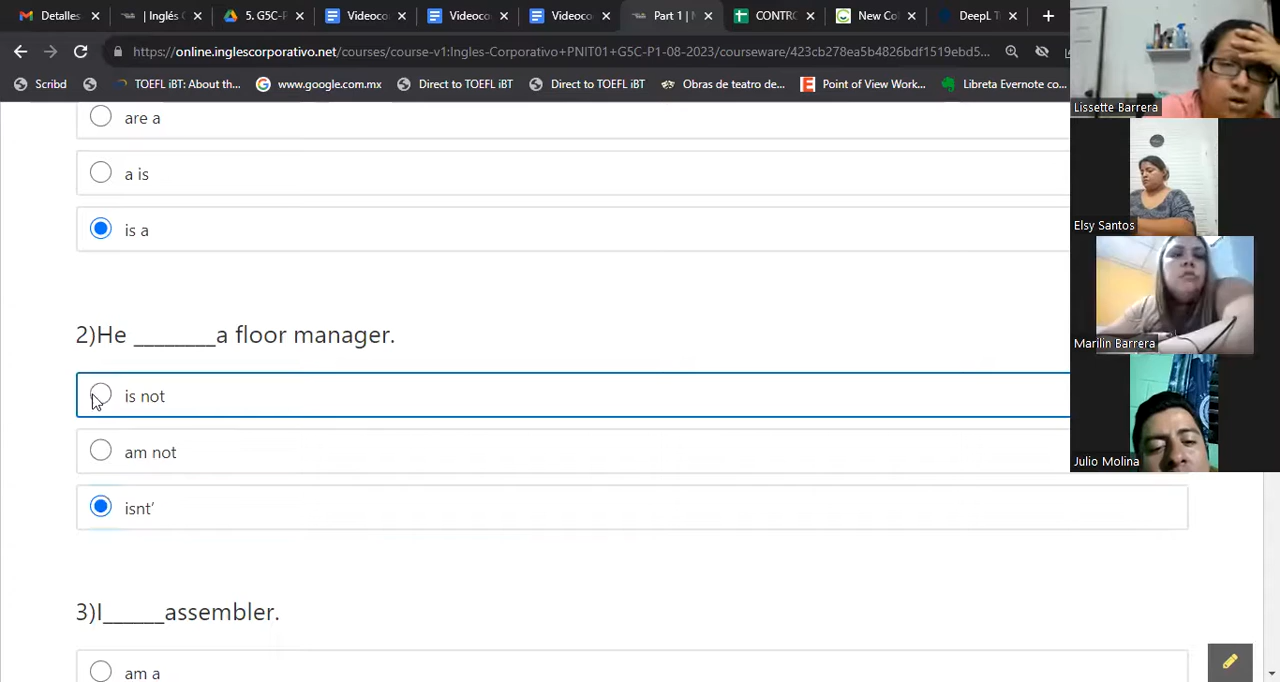 Detalles
| Inglés C
5. G5C-P
Videoco
Videoco
Videoco
Part 1 | N
CONTRO
New Col
DeepL T
https://online.inglescorporativo.net/courses/course-v1:Ingles-Corporativo+PNIT01+G5C-P1-08-2023/courseware/423cb278ea5b4826bdf1519ebd5...
Scribd
TOEFL iBT: About th...
www.google.com.mx
Direct to TOEFL iBT
Direct to TOEFL iBT
Obras de teatro de...
Point of View Work...
Libreta Evernote co...
Lissette Barrera
Elsy Santos
Marilin Barrera
Julio Molina
are a
a is
is a
2)He ________a floor manager.
is not
am not
isnt’
3)I______assembler.
am a